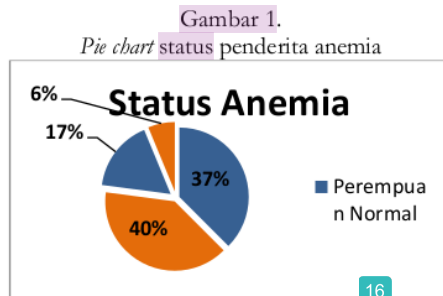 Gambar 1.
Pie chart status penderita anemia
Status Anemia
6%
17%
37%
40%
Perempua
n Normal
16